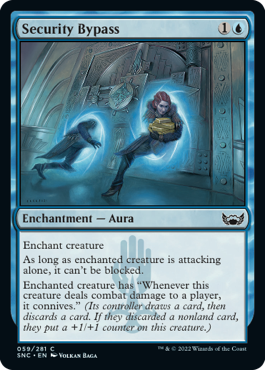 Security Bypass 1
Enchantment — Aura
Enchant creature
As long as enchanted creature is attacking
alone, it can't be blocked.
Enchanted creature has "Whenever this
creature deals combat damage to a player,
it connives." (Its controller draws a card, then
discards a card. If they discarded a nonland card,
they put a +1/+1 counter on this creature.)
059/281 C
SNC • EN VOLKAN BAGA
™ & © 2022 Wizards of the Coast